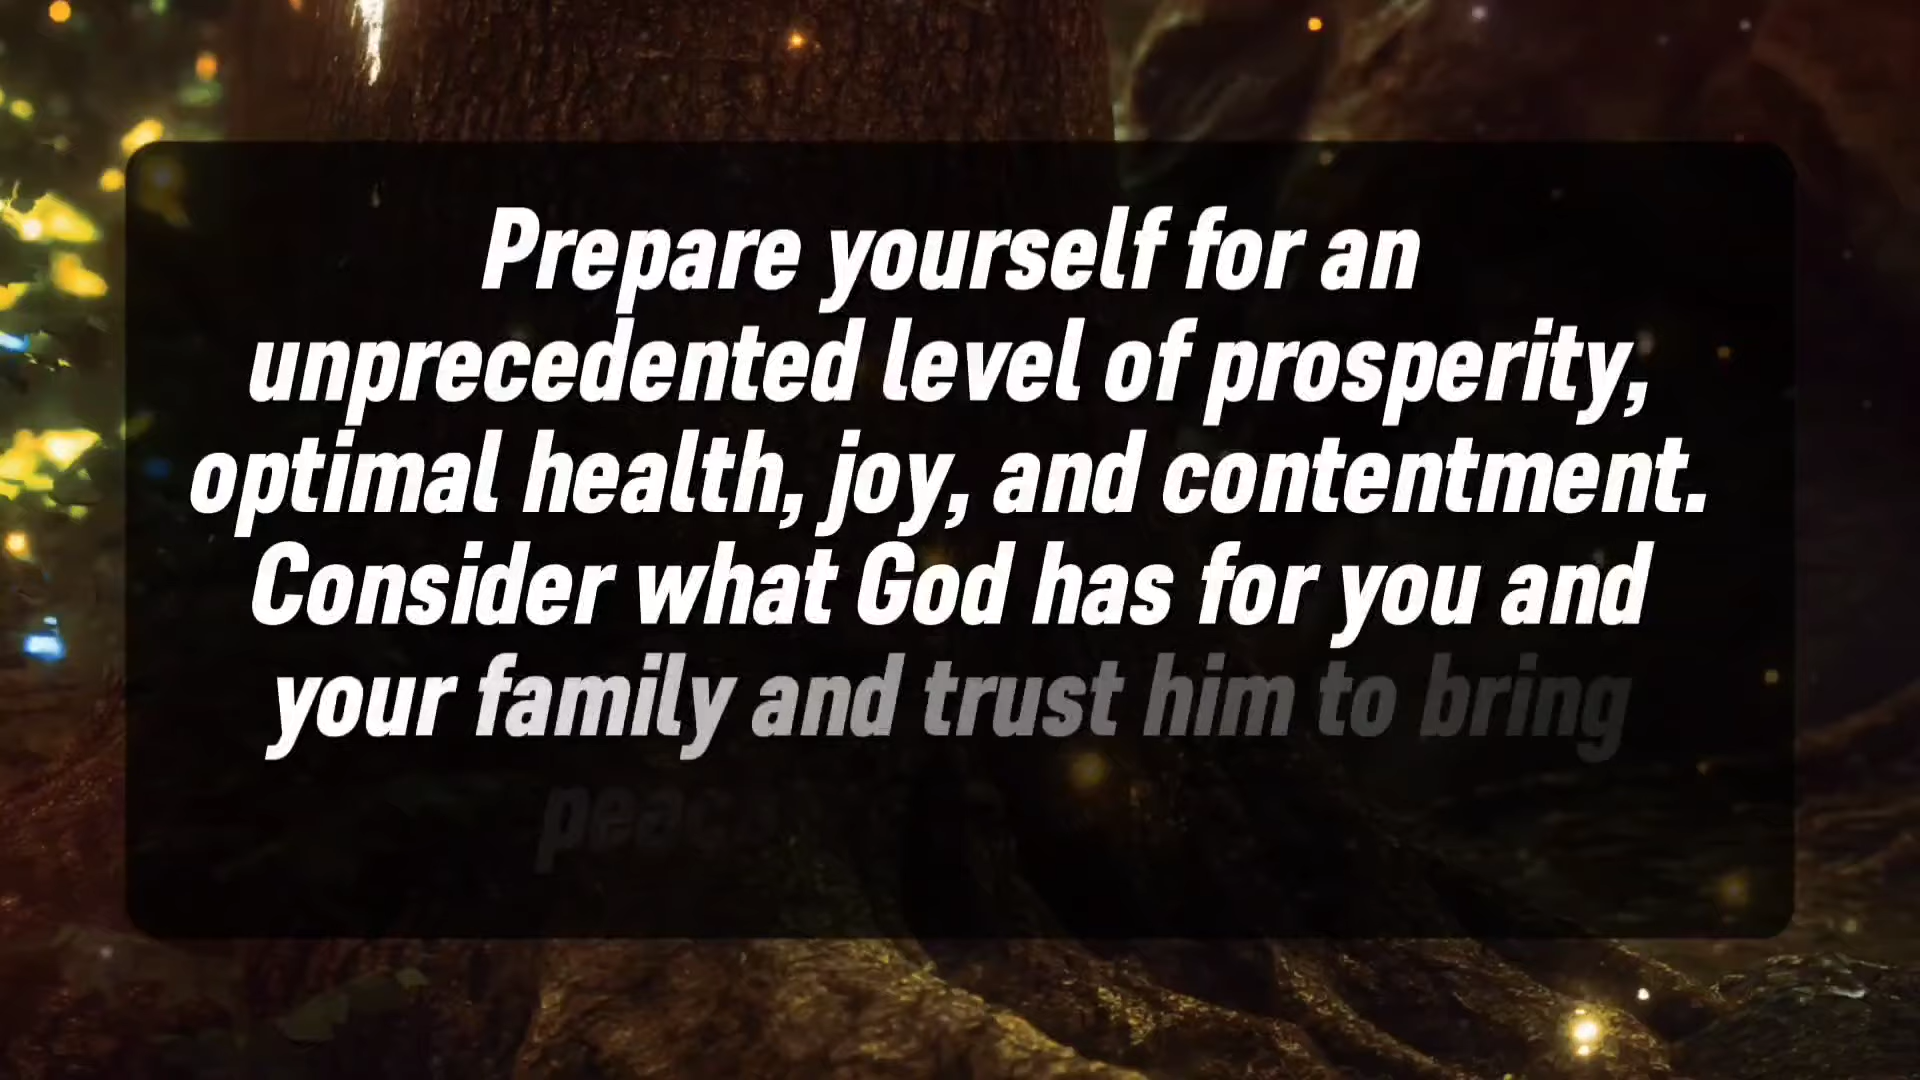 Prepare yourself for an
unprecedented level of prosperity,
optimal health, joy, and contentment.
Consider what God has for you and
your family and trust him to bring